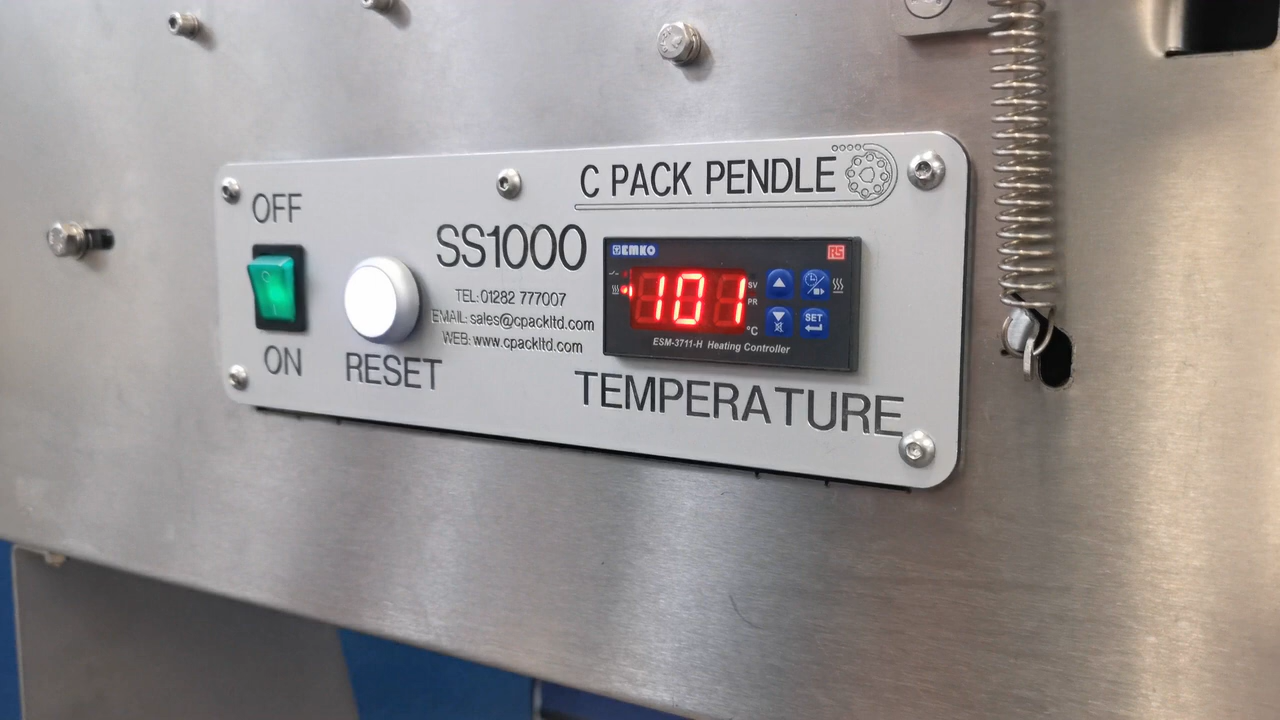 OFF
C PACK PENDLE
SS1000
TEL: 01282 777007
EMAIL: sales@cpackltd.com
WEB: www.cpackltd.com
ON
RESET
EMKO
RS
101
SV
PR
°C
SET
ESM-3711-H Heating Controller
TEMPERATURE